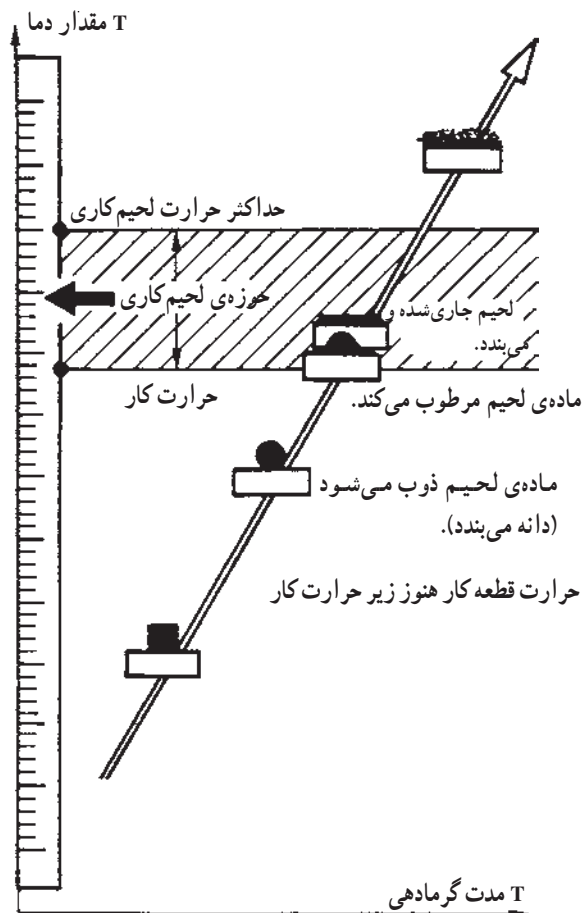 T مقدار دما
حداکثر حرارت لحیم‌کاری
حوزه‌ی لحیم‌کاری
لحیم جاری‌شده و
می‌بندد.
حرارت کار
ماده‌ی لحیم مرطوب می‌کند.
ماده‌ی لحیم ذوب می‌شود
(دانه می‌بندد).
حرارت قطعه کار هنوز زیر حرارت کار
T مدت گرمادهی